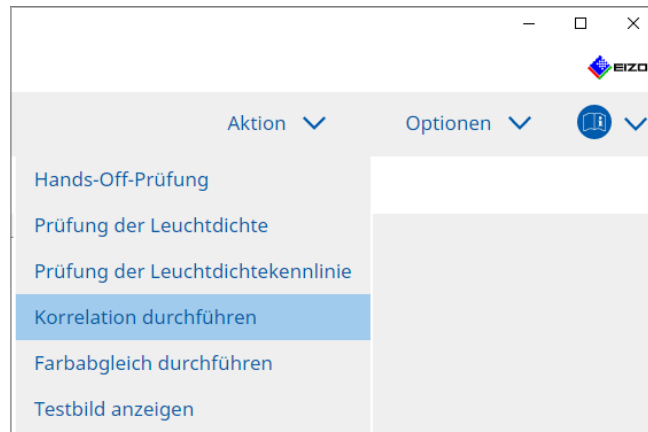 EIZO
Aktion
Optionen
Hands-Off-Prüfung
Prüfung der Leuchtdichte
Prüfung der Leuchtdichtekennlinie
Korrelation durchführen
Farbabgleich durchführen
Testbild anzeigen